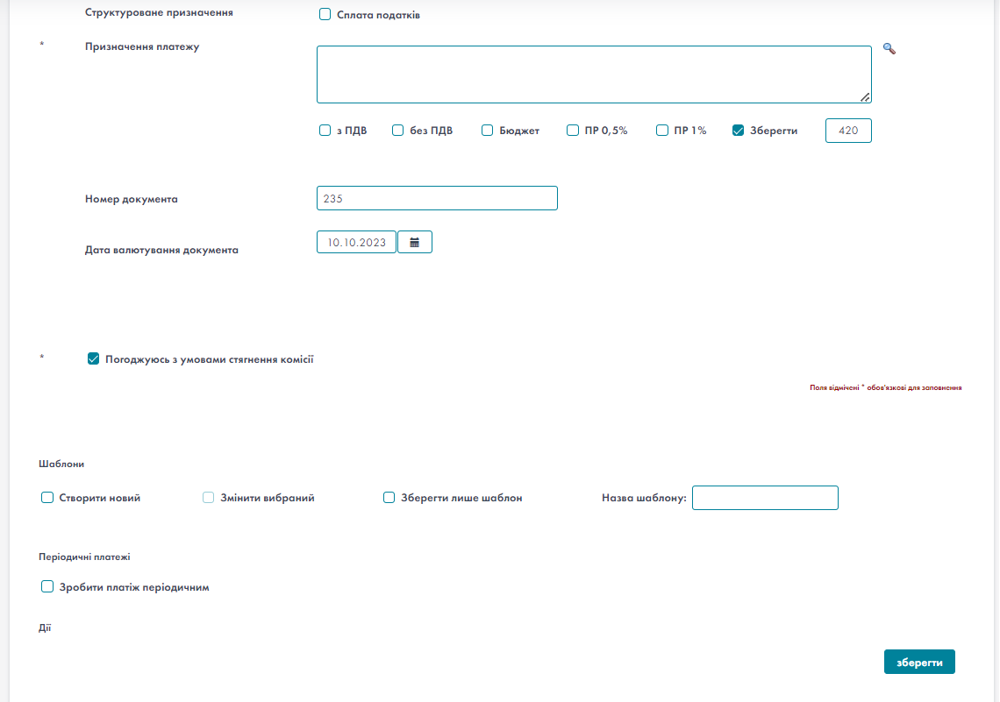 Структуроване призначення
Сплата податків
* Призначення платежу
з ПДВ без ПДВ Бюджет ПР 0,5% ПР 1% Зберегти 420
Номер документа 235
Дата валютування документа 10.10.2023
* Погоджуюсь з умовами стягнення комісії
Поля відмічені * обов'язкові для заповнення
Шаблони
Створити новий Змінити вибраний Зберегти лише шаблон Назва шаблону:
Періодичні платежі
Зробити платіж періодичним
Дії
зберегти